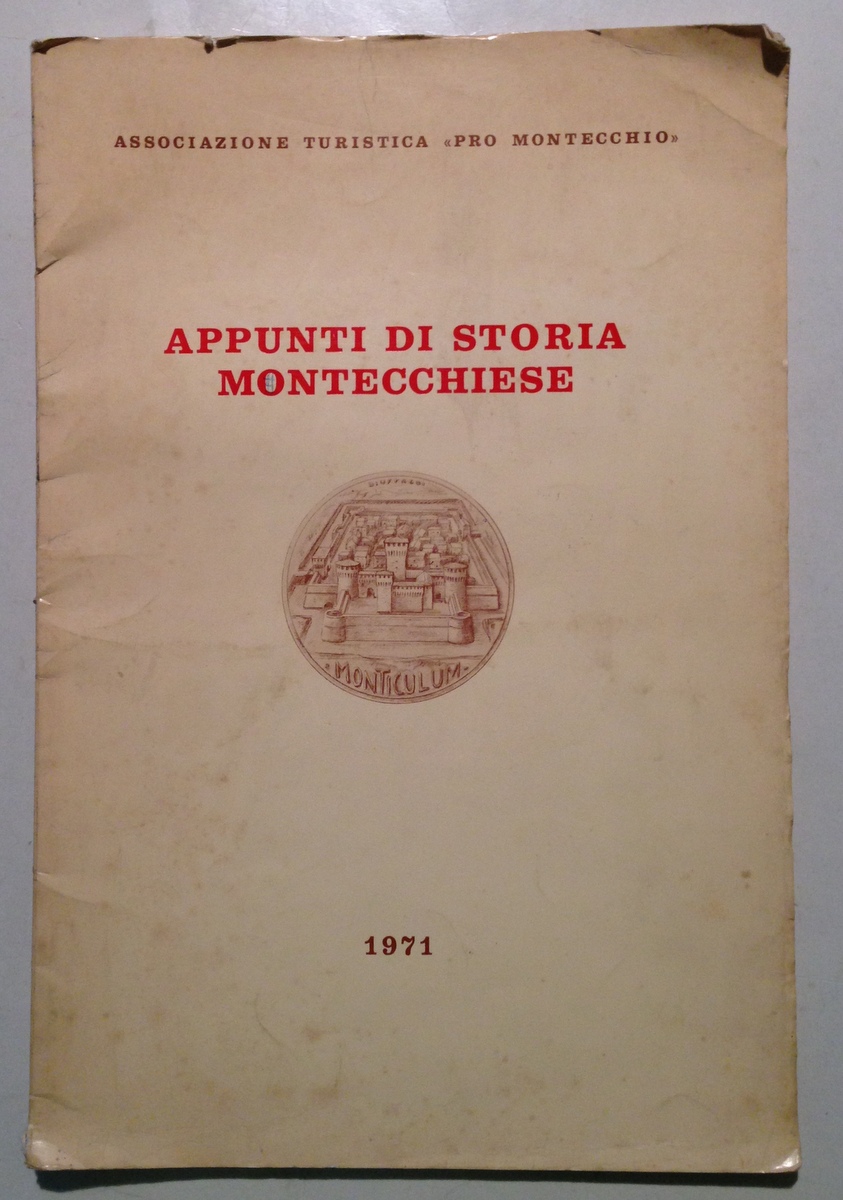 ASSOCIAZIONE TURISTICA «PRO MONTECCHIO»
APPUNTI DI STORIA
MONTECCHIESE
· MONTICULUM ·
1971